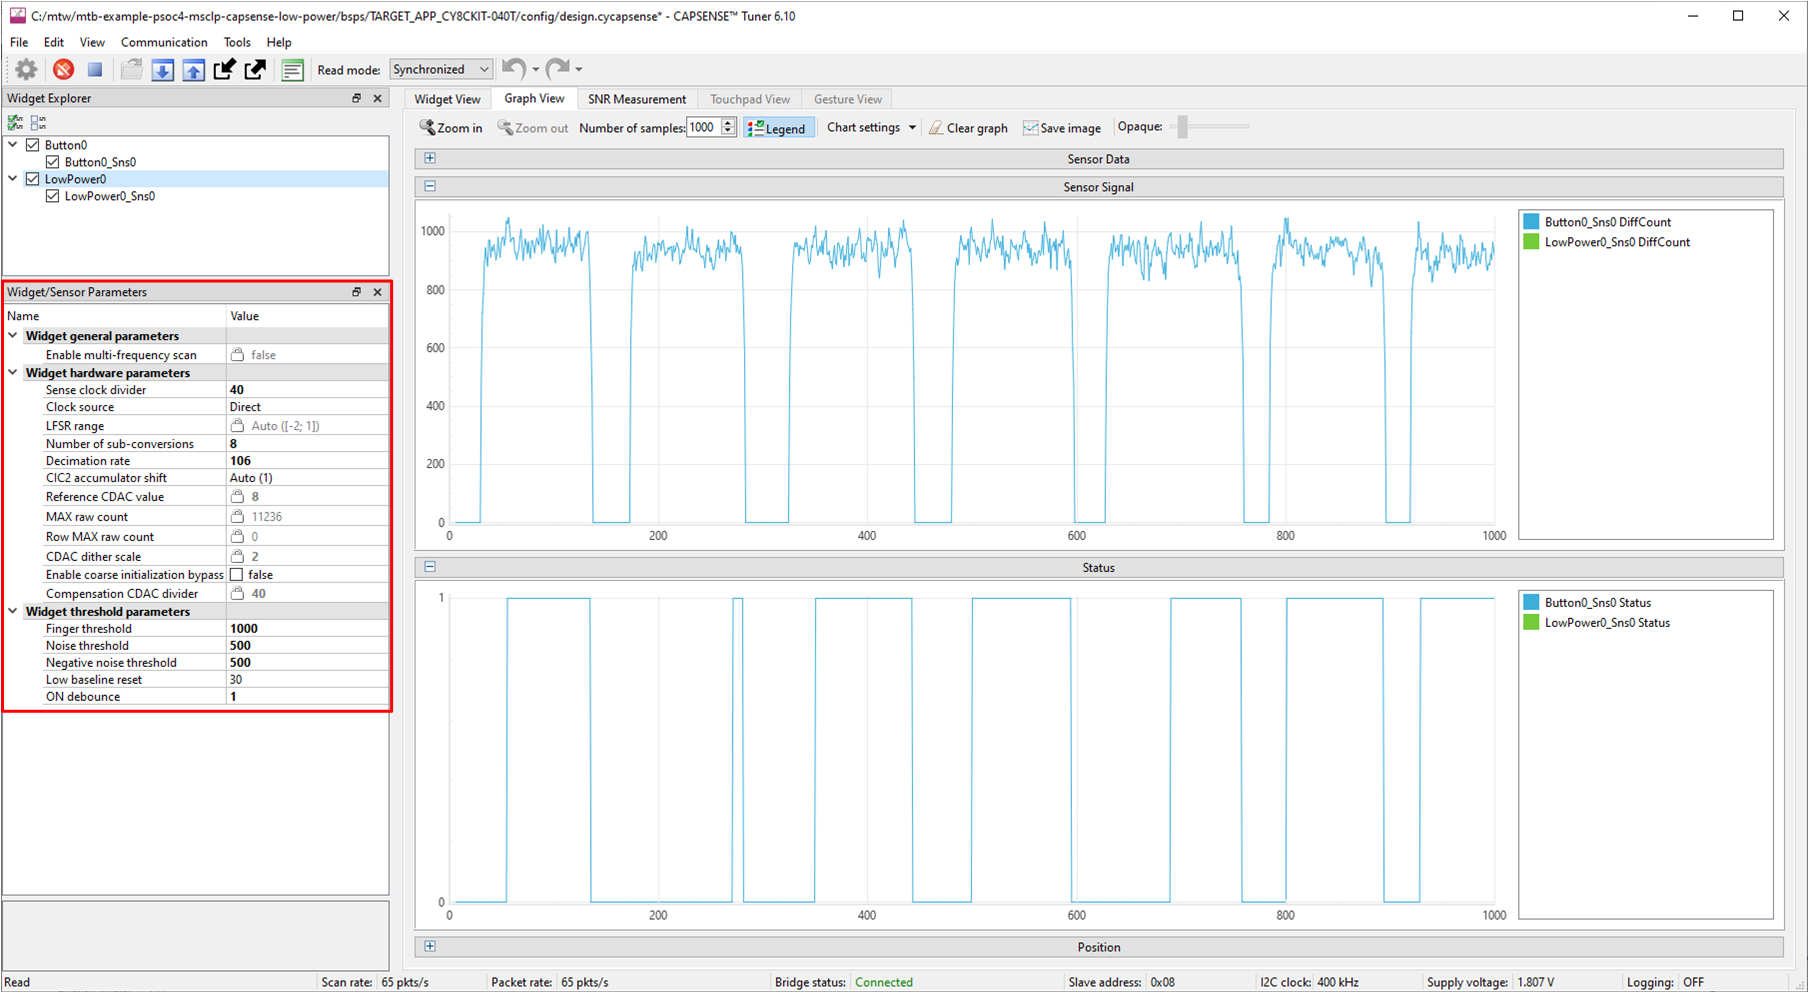 C:/mtw/mtb-example-psoc4-msclp-capsense-low-power/bsps/TARGET_APP_CY8CKIT-040T/config/design.cycapsense* - CAPSENSE™ Tuner 6.10
File Edit View Communication Tools Help
Read mode: Synchronized
Widget Explorer
Button0
Button0_Sns0
LowPower0
LowPower0_Sns0
Widget/Sensor Parameters
Name Value
Widget general parameters
Enable multi-frequency scan false
Widget hardware parameters
Sense clock divider 40
Clock source Direct
LFSR range Auto ([-2; 1])
Number of sub-conversions 8
Decimation rate 106
CIC2 accumulator shift Auto (1)
Reference CDAC value 8
MAX raw count 11236
Row MAX raw count 0
CDAC dither scale 2
Enable coarse initialization bypass false
Compensation CDAC divider 40
Widget threshold parameters
Finger threshold 1000
Noise threshold 500
Negative noise threshold 500
Low baseline reset 30
ON debounce 1
Widget View Graph View SNR Measurement Touchpad View Gesture View
Zoom in Zoom out Number of samples: 1000 Legend Chart settings Clear graph Save image Opaque:
Sensor Data
Sensor Signal
1000
800
600
400
200
0
0 200 400 600 800 1000
Button0_Sns0 DiffCount
LowPower0_Sns0 DiffCount
Status
1
0
0 200 400 600 800 1000
Button0_Sns0 Status
LowPower0_Sns0 Status
Position
Read Scan rate: 65 pkts/s Packet rate: 65 pkts/s Bridge status: Connected Slave address: 0x08 I2C clock: 400 kHz Supply voltage: 1.807 V Logging: OFF